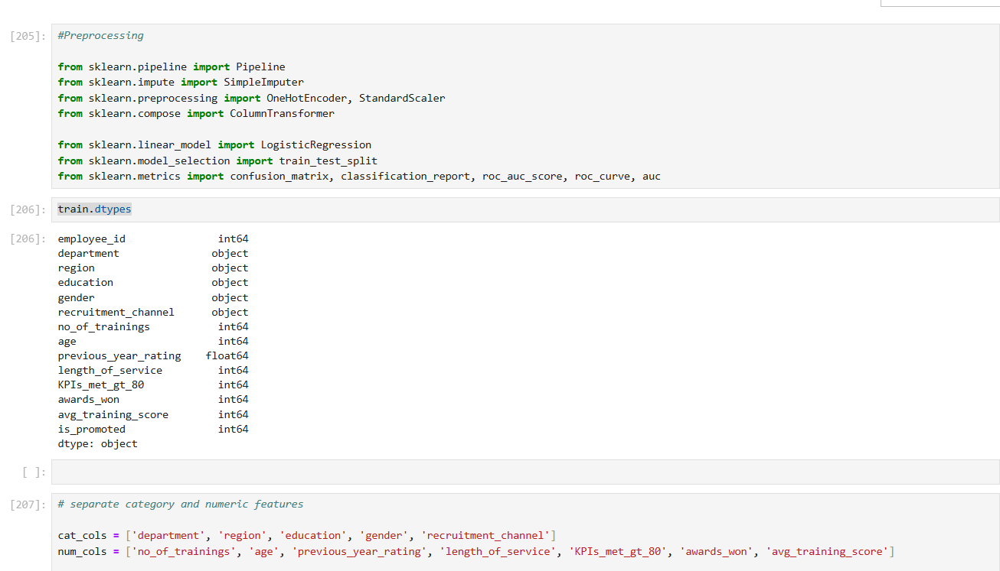 [205]: #Preprocessing
from sklearn.pipeline import Pipeline
from sklearn.impute import SimpleImputer
from sklearn.preprocessing import OneHotEncoder, StandardScaler
from sklearn.compose import ColumnTransformer
from sklearn.linear_model import LogisticRegression
from sklearn.model_selection import train_test_split
from sklearn.metrics import confusion_matrix, classification_report, roc_auc_score, roc_curve, auc
[206]: train.dtypes
[206]: employee_id int64
department object
region object
education object
gender object
recruitment_channel object
no_of_trainings int64
age int64
previous_year_rating float64
length_of_service int64
KPIs_met_gt_80 int64
awards_won int64
avg_training_score int64
is_promoted int64
dtype: object
[ ]:
[207]: # separate category and numeric features
cat_cols = ['department', 'region', 'education', 'gender', 'recruitment_channel']
num_cols = ['no_of_trainings', 'age', 'previous_year_rating', 'length_of_service', 'KPIs_met_gt_80', 'awards_won', 'avg_training_score']